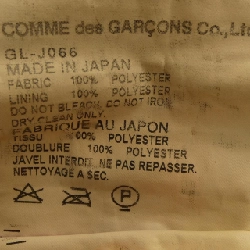 COMME des GARÇONS Co., Ltd
GL-J066
MADE IN JAPAN
FABRIC 100% POLYESTER
LINING 100% POLYESTER
DO NOT BLEACH. DO NOT IRON.
DRY CLEAN ONLY.
FABRIQUE AU JAPON
TISSU 100% POLYESTER
DOUBLURE 100% POLYESTER
JAVEL INTERDIT. NE PAS REPASSER.
NETTOYAGE A SEC.
P